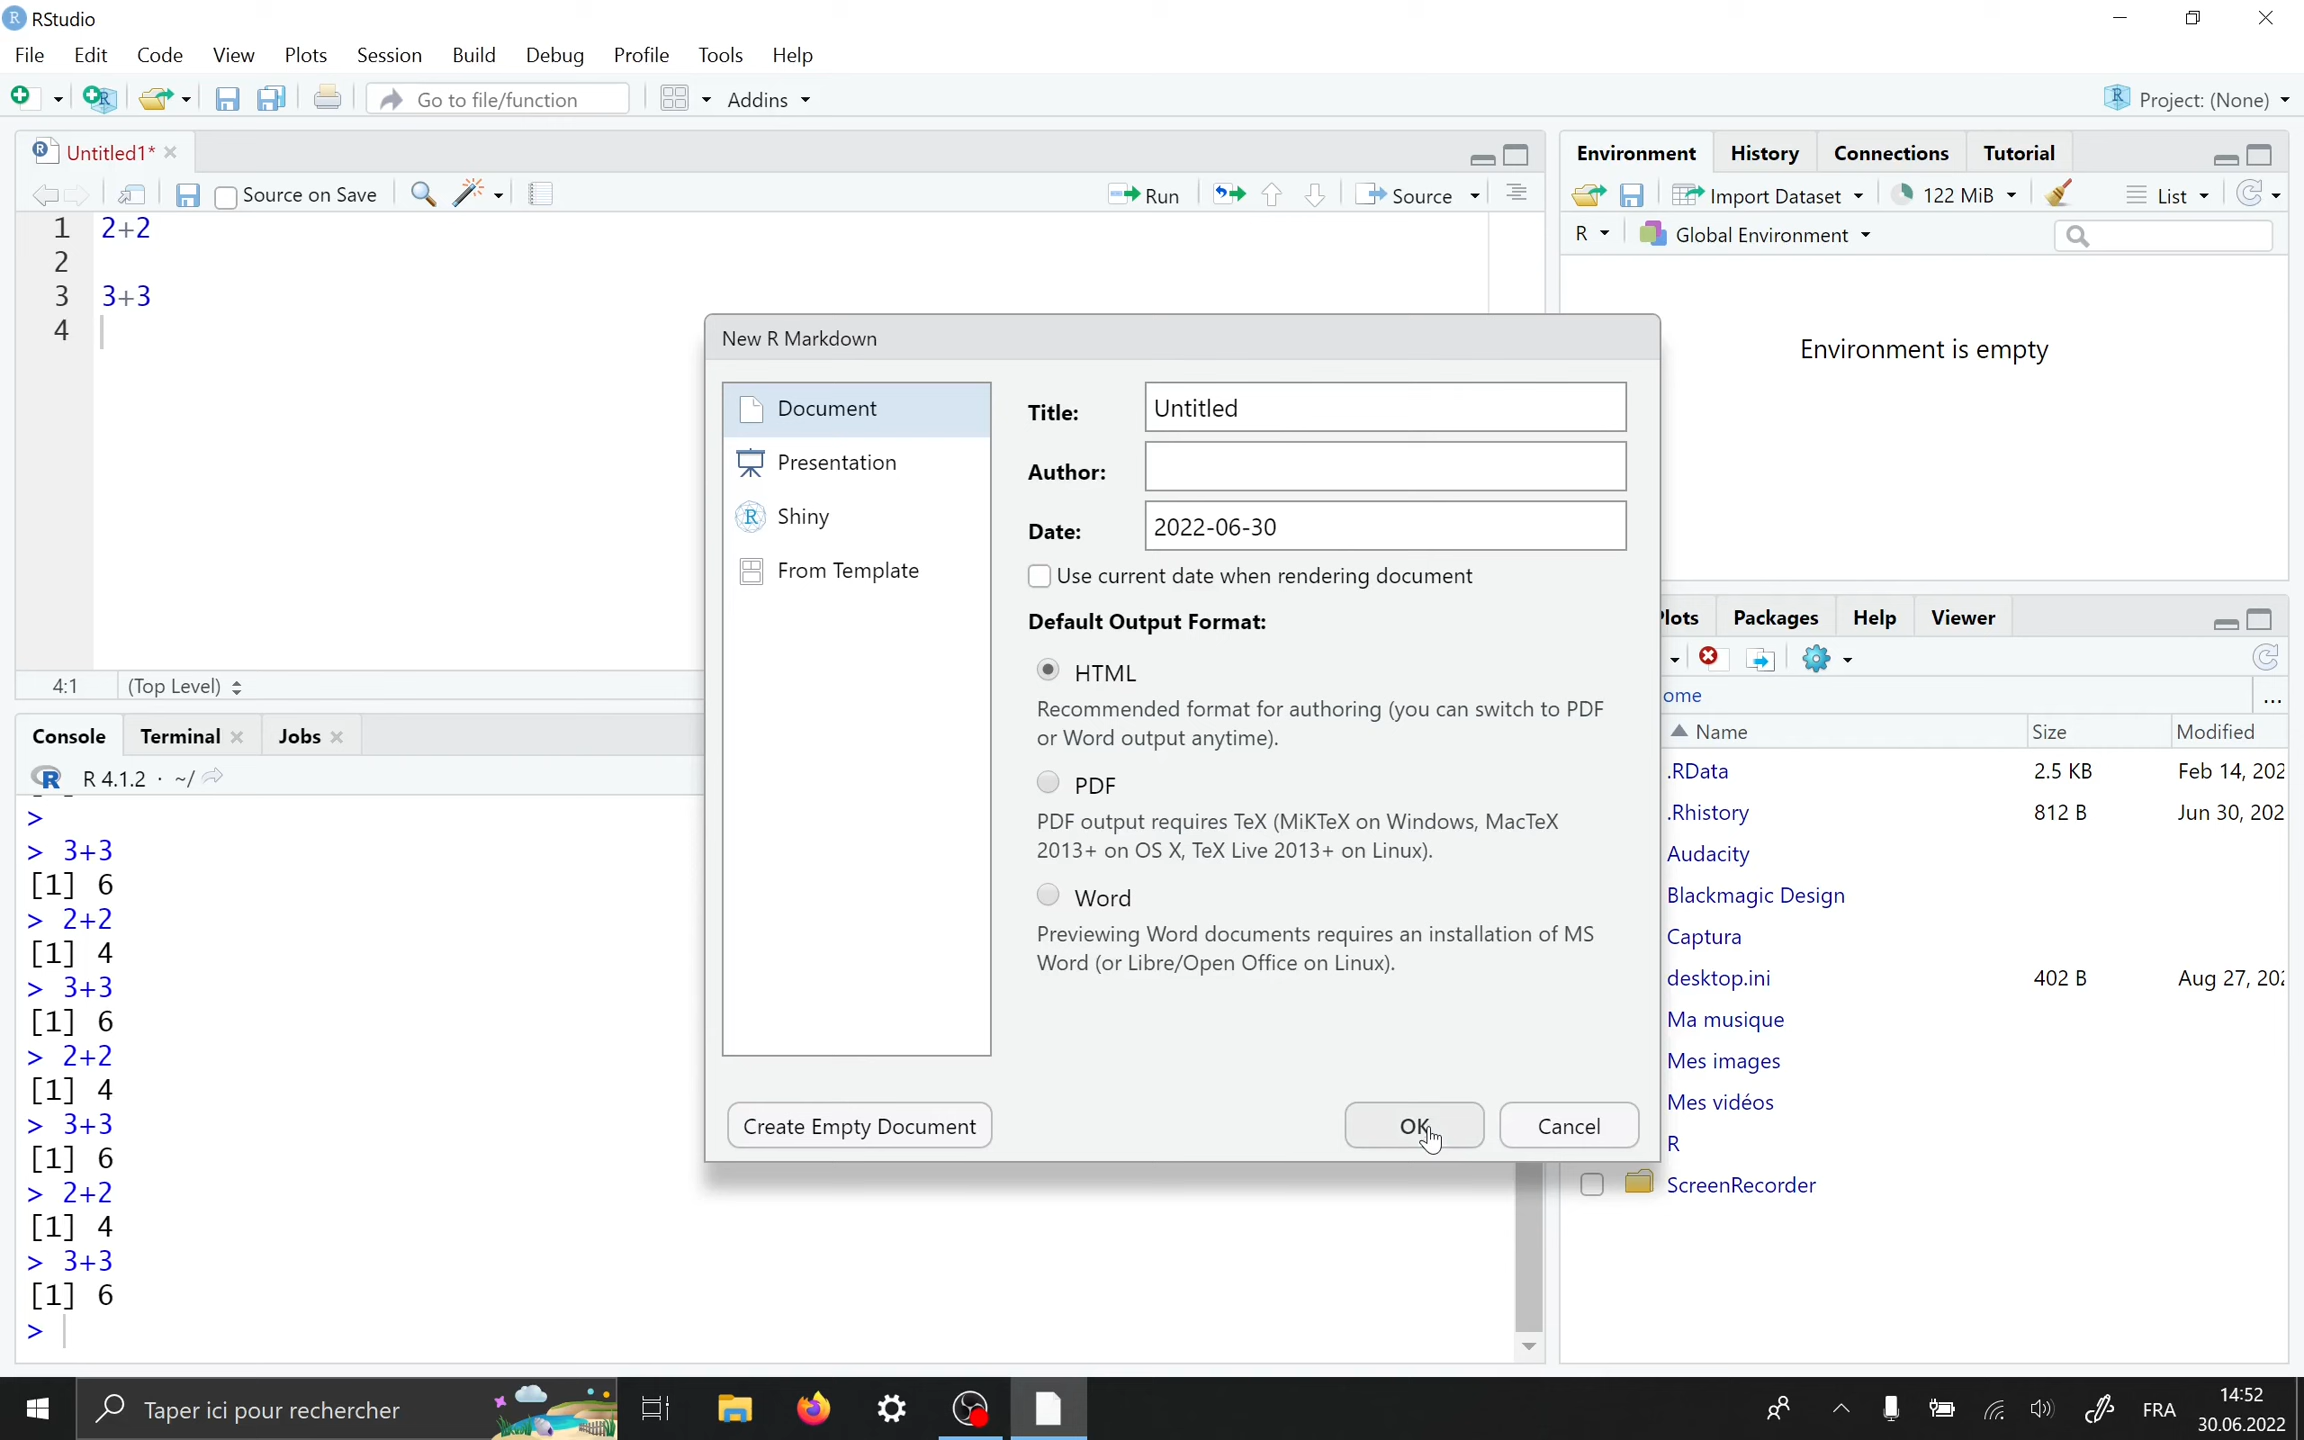 RStudio
File Edit Code View Plots Session Build Debug Profile Tools Help
Go to file/function Addins Project: (None)
Untitled1*
Source on Save Run Source
1 2+2
2
3 3+3
4
4:1 (Top Level)
Console Terminal Jobs
R 4.1.2 · ~/
>
> 3+3
[1] 6
> 2+2
[1] 4
> 3+3
[1] 6
> 2+2
[1] 4
> 3+3
[1] 6
> 2+2
[1] 4
> 3+3
[1] 6
>
New R Markdown
Document
Presentation
Shiny
From Template
Title: Untitled
Author:
Date: 2022-06-30
Use current date when rendering document
Default Output Format:
HTML
Recommended format for authoring (you can switch to PDF
or Word output anytime).
PDF
PDF output requires TeX (MiKTeX on Windows, MacTeX
2013+ on OS X, TeX Live 2013+ on Linux).
Word
Previewing Word documents requires an installation of MS
Word (or Libre/Open Office on Linux).
Create Empty Document OK Cancel
Environment History Connections Tutorial
Import Dataset 122 MiB List
R Global Environment
Environment is empty
lots Packages Help Viewer
ome ...
Name Size Modified
.RData 2.5 KB Feb 14, 202
.Rhistory 812 B Jun 30, 202
Audacity
Blackmagic Design
Captura
desktop.ini 402 B Aug 27, 202
Ma musique
Mes images
Mes vidéos
R
ScreenRecorder
Taper ici pour rechercher
FRA 14:52
30.06.2022